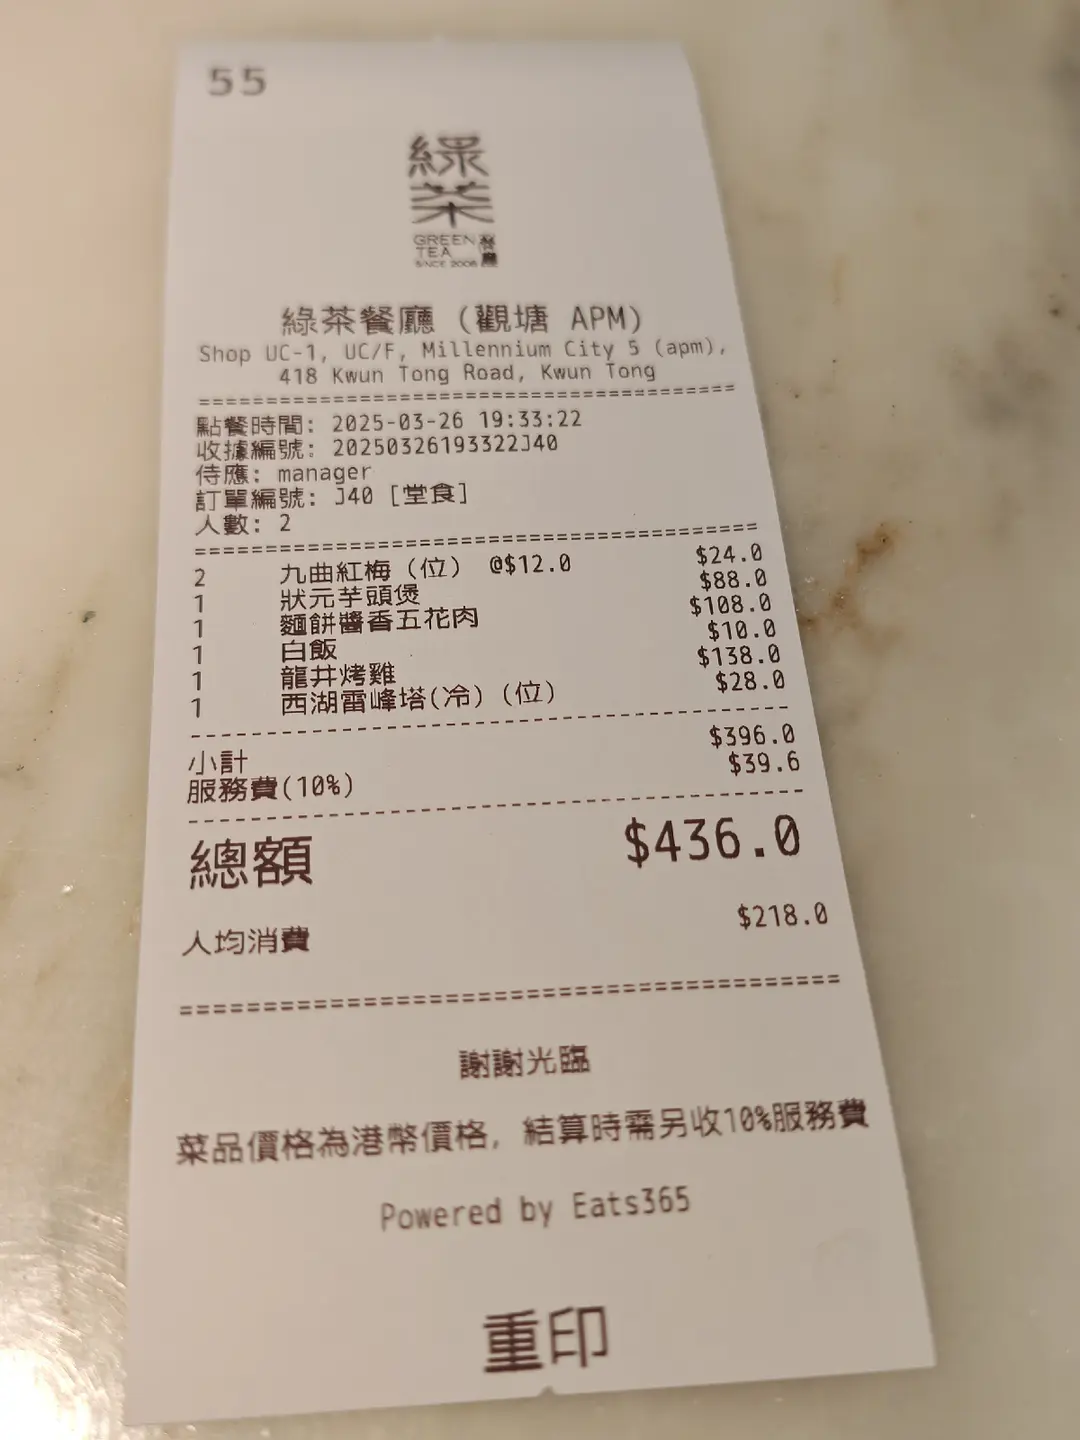 55
綠
茶
GREEN 餐
TEA 廳
SINCE 2008
綠茶餐廳 (觀塘 APM)
Shop UC-1, UC/F, Millennium City 5 (apm),
418 Kwun Tong Road, Kwun Tong
========================================
點餐時間: 2025-03-26 19:33:22
收據編號: 20250326193322J40
侍應: manager
訂單編號: J40 [堂食]
人數: 2
========================================
2 九曲紅梅 (位) @$12.0 $24.0
1 狀元芋頭煲 $88.0
1 麵餅醬香五花肉 $108.0
1 白飯 $10.0
1 龍井烤雞 $138.0
1 西湖雷峰塔(冷) (位) $28.0
----------------------------------------
小計 $396.0
服務費(10%) $39.6
----------------------------------------
總額 $436.0
人均消費 $218.0
========================================
謝謝光臨
菜品價格為港幣價格, 結算時需另收10%服務費
Powered by Eats365
重印